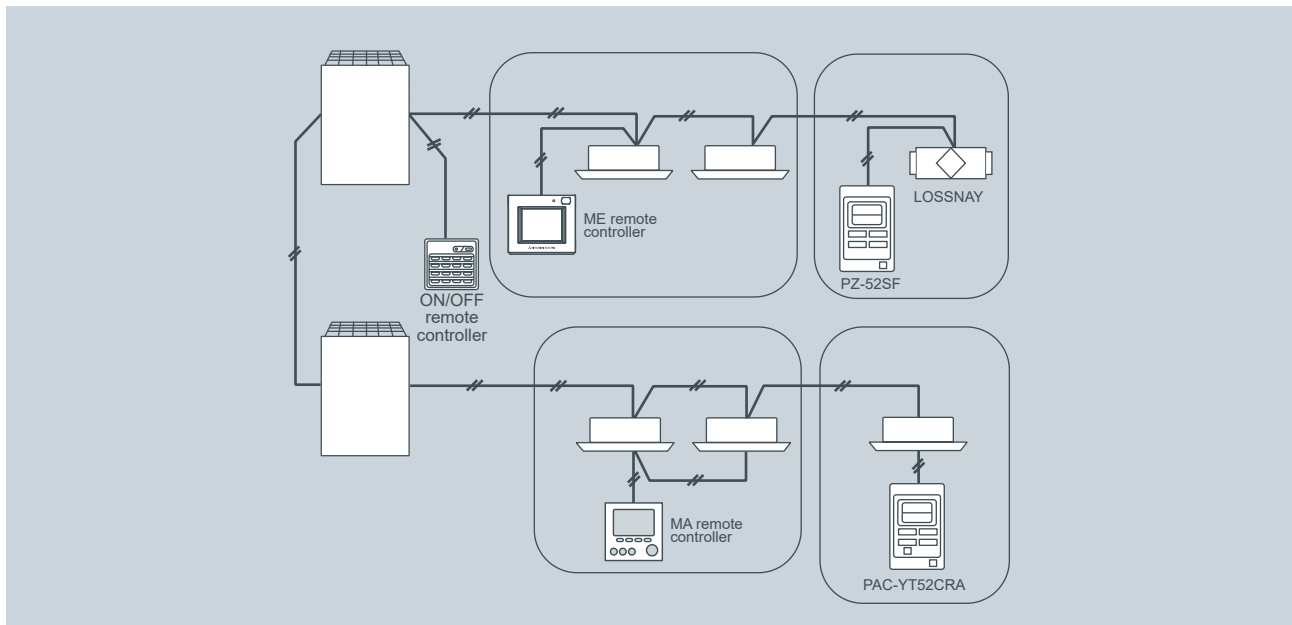 ME remote
controller
LOSSNAY
PZ-52SF
ON/OFF
remote
controller
MA remote
controller
PAC-YT52CRA